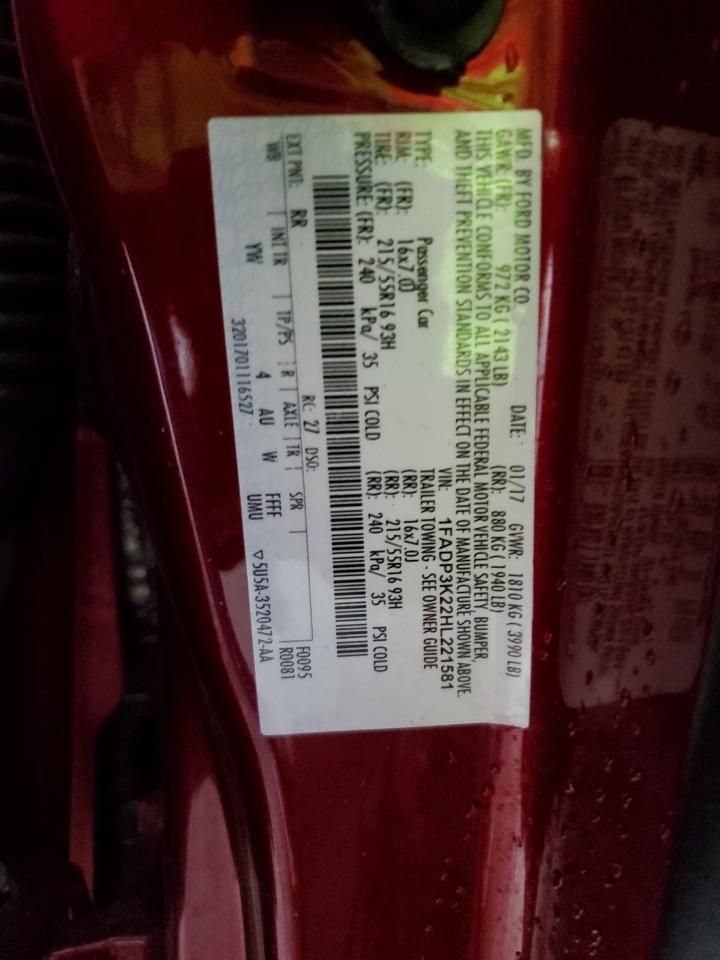 MFD. BY FORD MOTOR CO.
DATE: 01/17 GVWR: 1810 KG ( 3990 LB)
GAWR: (FR): 972 KG ( 2143 LB) (RR): 880 KG ( 1940 LB)
THIS VEHICLE CONFORMS TO ALL APPLICABLE FEDERAL MOTOR VEHICLE SAFETY, BUMPER,
AND THEFT PREVENTION STANDARDS IN EFFECT ON THE DATE OF MANUFACTURE SHOWN ABOVE.
VIN: 1FADP3K22HL221581
TYPE: Passenger Car TRAILER TOWING - SEE OWNER GUIDE
RIM: (FR): 16x7.0J (RR): 16x7.0J
TIRE: (FR): 215/55R16 93H (RR): 215/55R16 93H
PRESSURE: (FR): 240 kPa/ 35 PSI COLD (RR): 240 kPa/ 35 PSI COLD
F0095
RC: 27 DSO: R0081
EXT PNT: RR
WB | INT TR | TP/PS | R | AXLE | TR | SPR |
YW 4 AU W FFFF UMU
3201701116527 ▽5U5A-3520472-AA